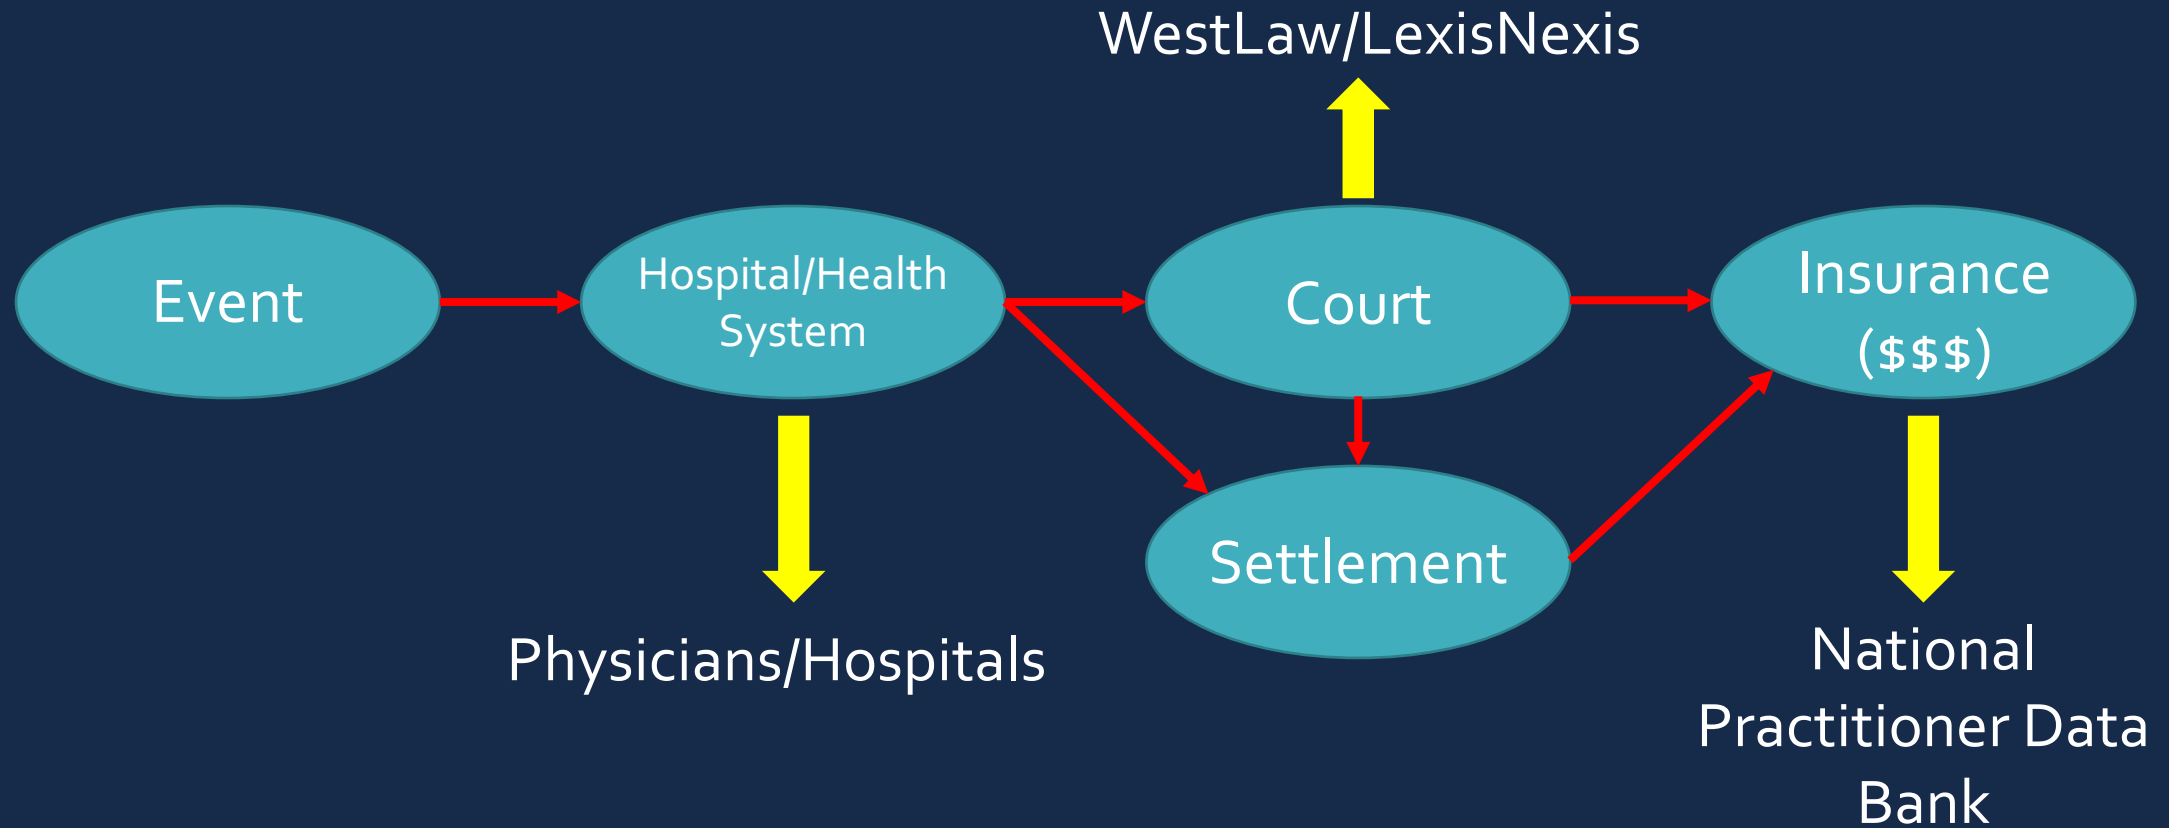 WestLaw/LexisNexis
Event
Hospital/Health
System
Court
Insurance
($$$)
Settlement
Physicians/Hospitals
National
Practitioner Data
Bank